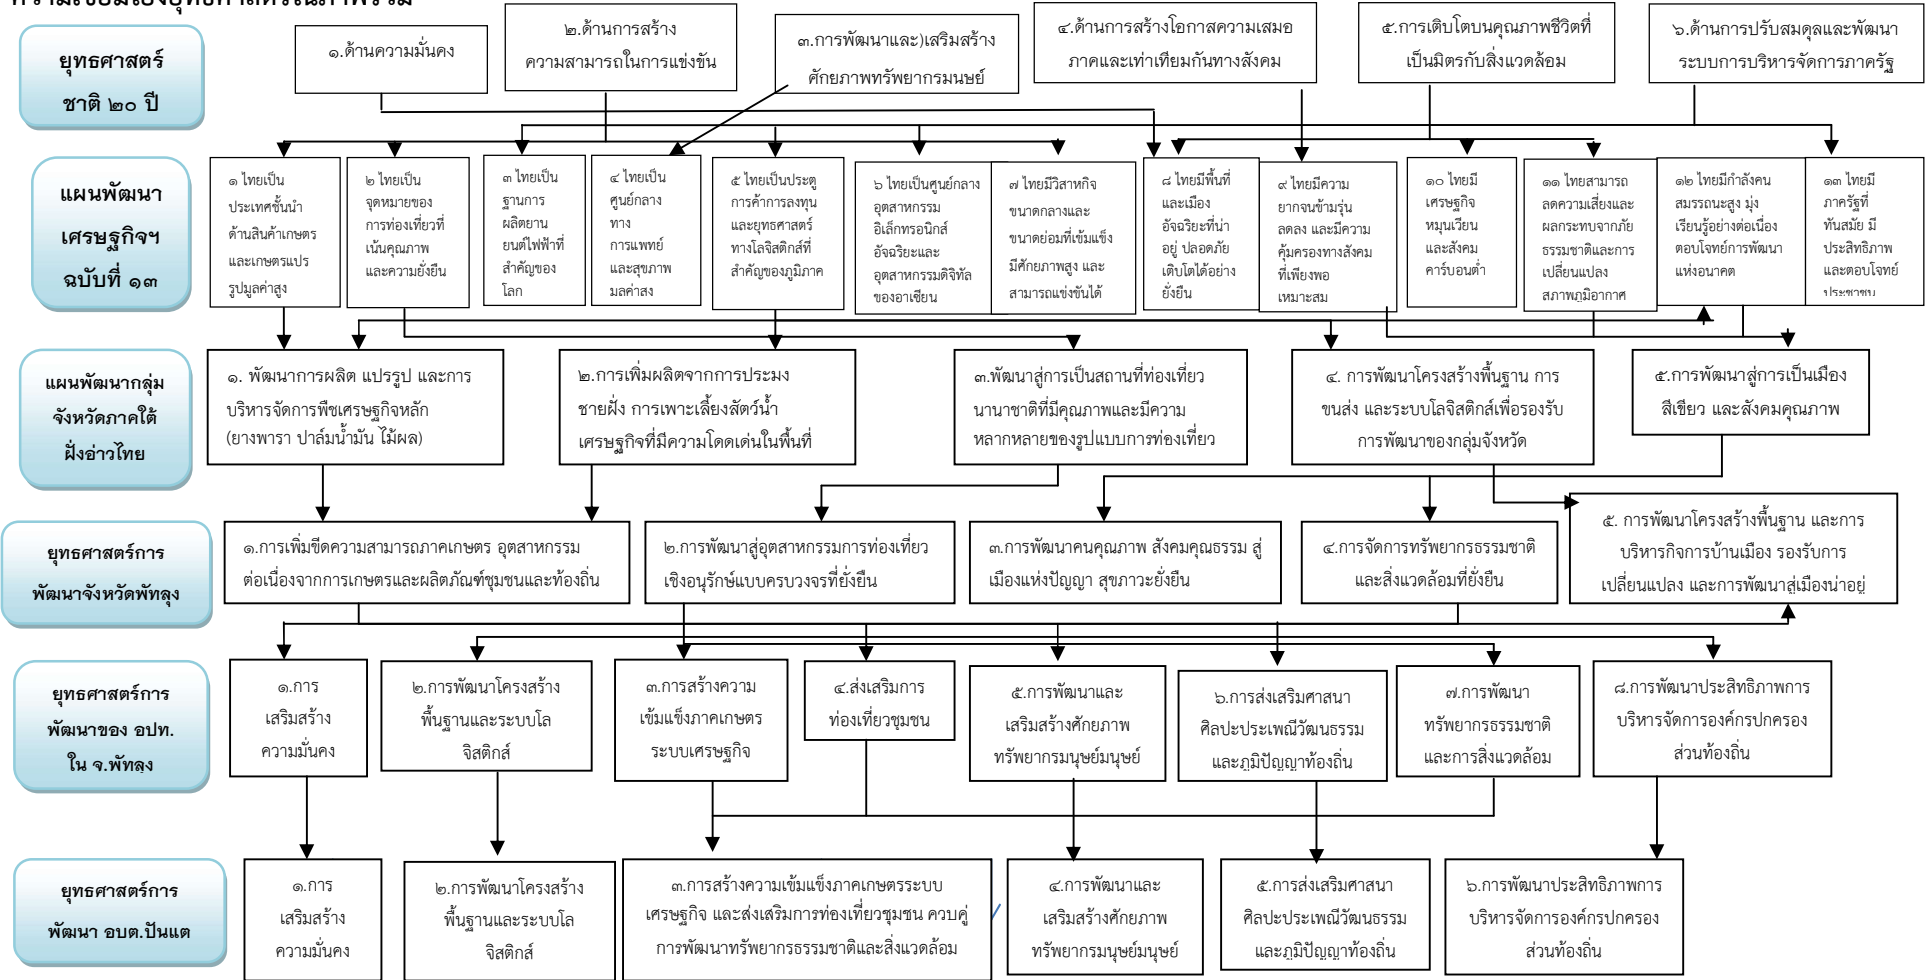 ความเชื่อมโยงยุทธศาสตร์ในภาพรวม
ยุทธศาสตร์
ชาติ ๒๐ ปี
๑.ด้านความมั่นคง
๒.ด้านการสร้าง
ความสามารถในการแข่งขัน
๓.การพัฒนาและ)เสริมสร้าง
ศักยภาพทรัพยากรมนษย์
๔.ด้านการสร้างโอกาสความเสมอ
ภาคและเท่าเทียมกันทางสังคม
๕.การเติบโตบนคุณภาพชีวิตที่
เป็นมิตรกับสิ่งแวดล้อม
๖.ด้านการปรับสมดุลและพัฒนา
ระบบการบริหารจัดการภาครัฐ
แผนพัฒนา
เศรษฐกิจฯ
ฉบับที่ ๑๓
๑ ไทยเป็น
ประเทศชั้นนำ
ด้านสินค้าเกษตร
และเกษตรแปร
รูปมูลค่าสูง
๒ ไทยเป็น
จุดหมายของ
การท่องเที่ยวที่
เน้นคุณภาพ
และความยั่งยืน
๓ ไทยเป็น
ฐานการ
ผลิตยาน
ยนต์ไฟฟ้าที่
สำคัญของ
โลก
๔ ไทยเป็น
ศูนย์กลาง
ทาง
การแพทย์
และสุขภาพ
มลค่าสง
๕ ไทยเป็นประตู
การค้าการลงทุน
และยุทธศาสตร์
ทางโลจิสติกส์ที่
สำคัญของภูมิภาค
๖ ไทยเป็นศูนย์กลาง
อุตสาหกรรม
อิเล็กทรอนิกส์
อัจฉริยะและ
อุตสาหกรรมดิจิทัล
ของอาเซียน
๗ ไทยมีวิสาหกิจ
ขนาดกลางและ
ขนาดย่อมที่เข้มแข็ง
มีศักยภาพสูง และ
สามารถแข่งขันได้
๘ ไทยมีพื้นที่
และเมือง
อัจฉริยะที่น่า
อยู่ ปลอดภัย
เติบโตได้อย่าง
ยั่งยืน
๙ ไทยมีความ
ยากจนข้ามรุ่น
ลดลง และมีความ
คุ้มครองทางสังคม
ที่เพียงพอ
เหมาะสม
๑๐ ไทยมี
เศรษฐกิจ
หมุนเวียน
และสังคม
คาร์บอนต่ำ
๑๑ ไทยสามารถ
ลดความเสี่ยงและ
ผลกระทบจากภัย
ธรรมชาติและการ
เปลี่ยนแปลง
สภาพภูมิอากาศ
๑๒ ไทยมีกำลังคน
สมรรถนะสูง มุ่ง
เรียนรู้อย่างต่อเนื่อง
ตอบโจทย์การพัฒนา
แห่งอนาคต
๑๓ ไทยมี
ภาครัฐที่
ทันสมัย มี
ประสิทธิภาพ
และตอบโจทย์
ประชาชน
แผนพัฒนากลุ่ม
จังหวัดภาคใต้
ฝั่งอ่าวไทย
๑. พัฒนาการผลิต แปรรูป และการ
บริหารจัดการพืชเศรษฐกิจหลัก
(ยางพารา ปาล์มน้ำมัน ไม้ผล)
๒.การเพิ่มผลิตจากการประมง
ชายฝั่ง การเพาะเลี้ยงสัตว์น้ำ
เศรษฐกิจที่มีความโดดเด่นในพื้นที่
๓.พัฒนาสู่การเป็นสถานที่ท่องเที่ยว
นานาชาติที่มีคุณภาพและมีความ
หลากหลายของรูปแบบการท่องเที่ยว
๔. การพัฒนาโครงสร้างพื้นฐาน การ
ขนส่ง และระบบโลจิสติกส์เพื่อรองรับ
การพัฒนาของกลุ่มจังหวัด
๕.การพัฒนาสู่การเป็นเมือง
สีเขียว และสังคมคุณภาพ
ยุทธศาสตร์การ
พัฒนาจังหวัดพัทลุง
๑.การเพิ่มขีดความสามารถภาคเกษตร อุตสาหกรรม
ต่อเนื่องจากการเกษตรและผลิตภัณฑ์ชุมชนและท้องถิ่น
๒.การพัฒนาสู่อุตสาหกรรมการท่องเที่ยว
เชิงอนุรักษ์แบบครบวงจรที่ยั่งยืน
๓.การพัฒนาคนคุณภาพ สังคมคุณธรรม สู่
เมืองแห่งปัญญา สุขภาวะยั่งยืน
๔.การจัดการทรัพยากรธรรมชาติ
และสิ่งแวดล้อมที่ยั่งยืน
๕. การพัฒนาโครงสร้างพื้นฐาน และการ
บริหารกิจการบ้านเมือง รองรับการ
เปลี่ยนแปลง และการพัฒนาสู่เมืองน่าอยู่
ยุทธศาสตร์การ
พัฒนาของ อปท.
ใน จ.พัทลุง
๑.การ
เสริมสร้าง
ความมั่นคง
๒.การพัฒนาโครงสร้าง
พื้นฐานและระบบโล
จิสติกส์
๓.การสร้างความ
เข้มแข็งภาคเกษตร
ระบบเศรษฐกิจ
๔.ส่งเสริมการ
ท่องเที่ยวชุมชน
๕.การพัฒนาและ
เสริมสร้างศักยภาพ
ทรัพยากรมนุษย์มนุษย์
๖.การส่งเสริมศาสนา
ศิลปะประเพณีวัฒนธรรม
และภูมิปัญญาท้องถิ่น
๗.การพัฒนา
ทรัพยากรธรรมชาติ
และการสิ่งแวดล้อม
๘.การพัฒนาประสิทธิภาพการ
บริหารจัดการองค์กรปกครอง
ส่วนท้องถิ่น
ยุทธศาสตร์การ
พัฒนา อบต.ปันแต
๑.การ
เสริมสร้าง
ความมั่นคง
๒.การพัฒนาโครงสร้าง
พื้นฐานและระบบโล
จิสติกส์
๓.การสร้างความเข้มแข็งภาคเกษตรระบบ
เศรษฐกิจ และส่งเสริมการท่องเที่ยวชุมชน ควบคู่
การพัฒนาทรัพยากรธรรมชาติและสิ่งแวดล้อม
๔.การพัฒนาและ
เสริมสร้างศักยภาพ
ทรัพยากรมนุษย์มนุษย์
๕.การส่งเสริมศาสนา
ศิลปะประเพณีวัฒนธรรม
และภูมิปัญญาท้องถิ่น
๖.การพัฒนาประสิทธิภาพการ
บริหารจัดการองค์กรปกครอง
ส่วนท้องถิ่น